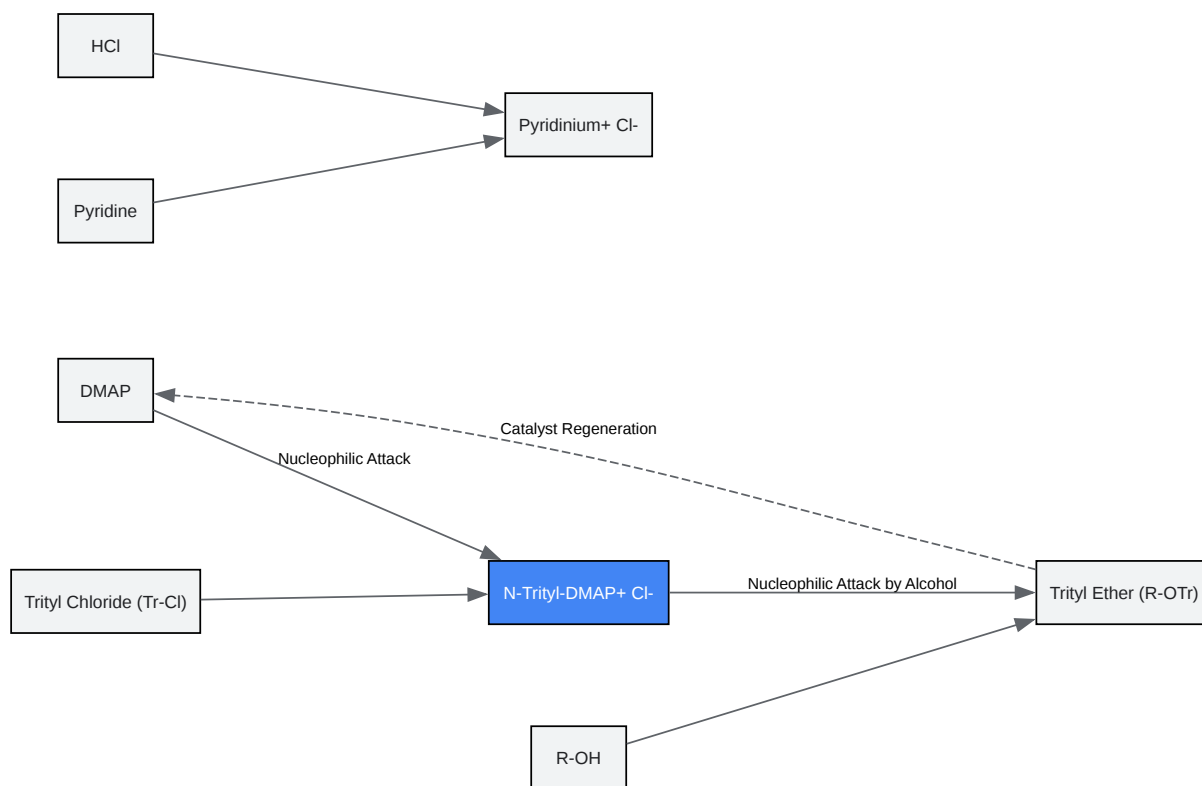 HCl
Pyridinium+ Cl-
Pyridine
DMAP
Catalyst Regeneration
Nucleophilic Attack
Trityl Chloride (Tr-Cl)
N-Trityl-DMAP+ Cl-
Nucleophilic Attack by Alcohol
Trityl Ether (R-OTr)
R-OH